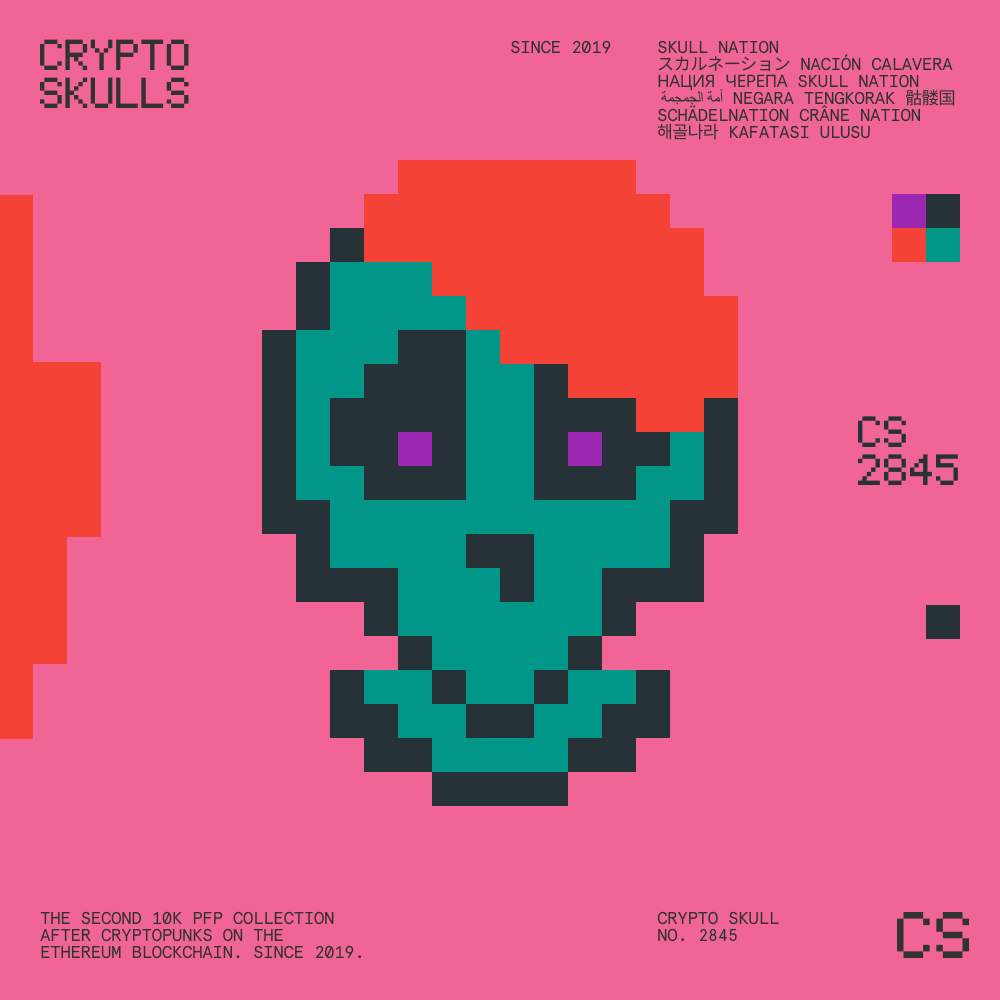 CRYPTO
SKULLS
SINCE 2019
SKULL NATION
スカルネーション NACIÓN CALAVERA
НАЦИЯ ЧЕРЕПА SKULL NATION
أمة الجمجمة NEGARA TENGKORAK 骷髅国
SCHÄDELNATION CRÂNE NATION
해골나라 KAFATASI ULUSU
CS
2845
THE SECOND 10K PFP COLLECTION
AFTER CRYPTOPUNKS ON THE
ETHEREUM BLOCKCHAIN. SINCE 2019.
CRYPTO SKULL
NO. 2845
CS